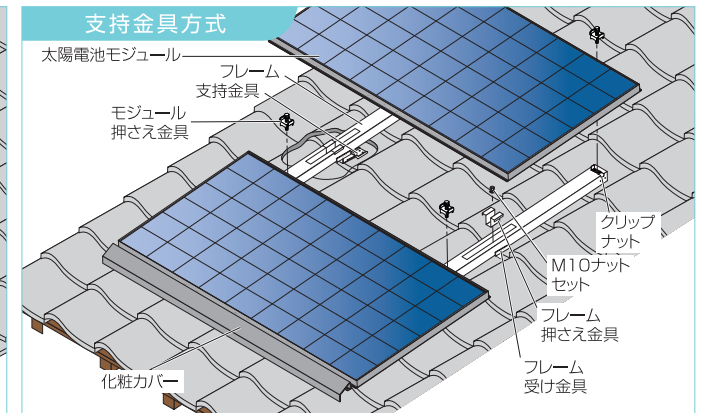 支持金具方式
太陽電池モジュール
フレーム
支持金具
モジュール
押さえ金具
クリップ
ナット
M10ナット
セット
フレーム
押さえ金具
フレーム
受け金具
化粧カバー